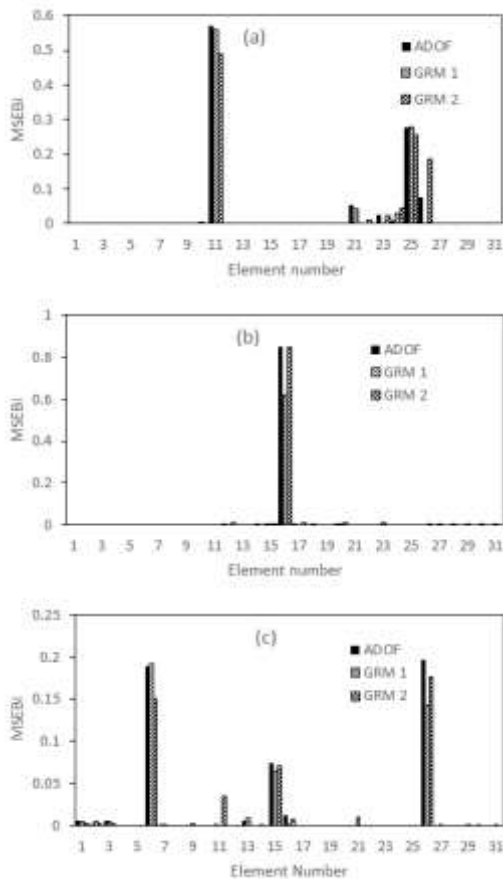 0.6
(a)
0.5
ADOF
0.4
GRM 1
0.3
GRM 2
0.2
0.1
0
MSEBI
1 3 5 7 9 11 13 15 17 19 21 23 25 27 29 31
Element number
1
(b)
ADOF
0.8
GRM 1
0.6
GRM 2
0.4
0.2
0
MSEBI
1 3 5 7 9 11 13 15 17 19 21 23 25 27 29 31
Element number
0.25
(c)
ADOF
0.2
GRM 1
0.15
GRM 2
0.1
0.05
0
MSEBI
1 3 5 7 9 11 13 15 17 19 21 23 25 27 29 31
Element Number